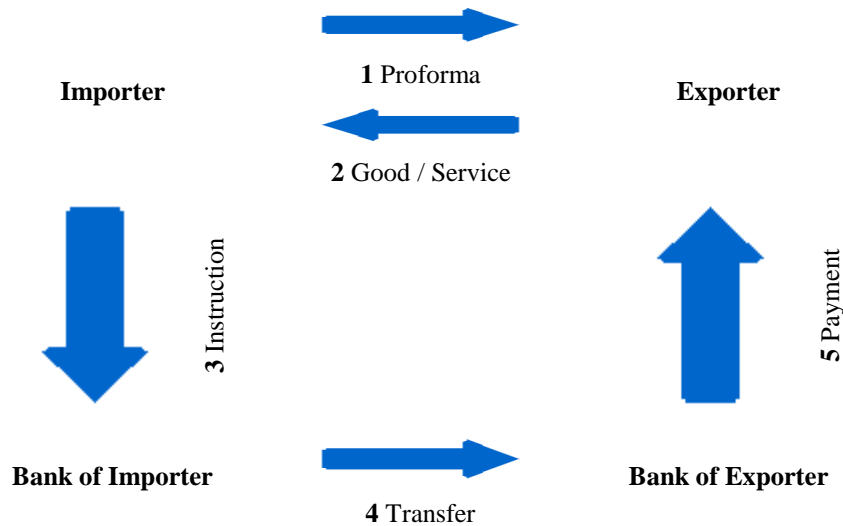 1 Proforma
Importer
Exporter
2 Good / Service
3 Instruction
5 Payment
Bank of Importer
Bank of Exporter
4 Transfer